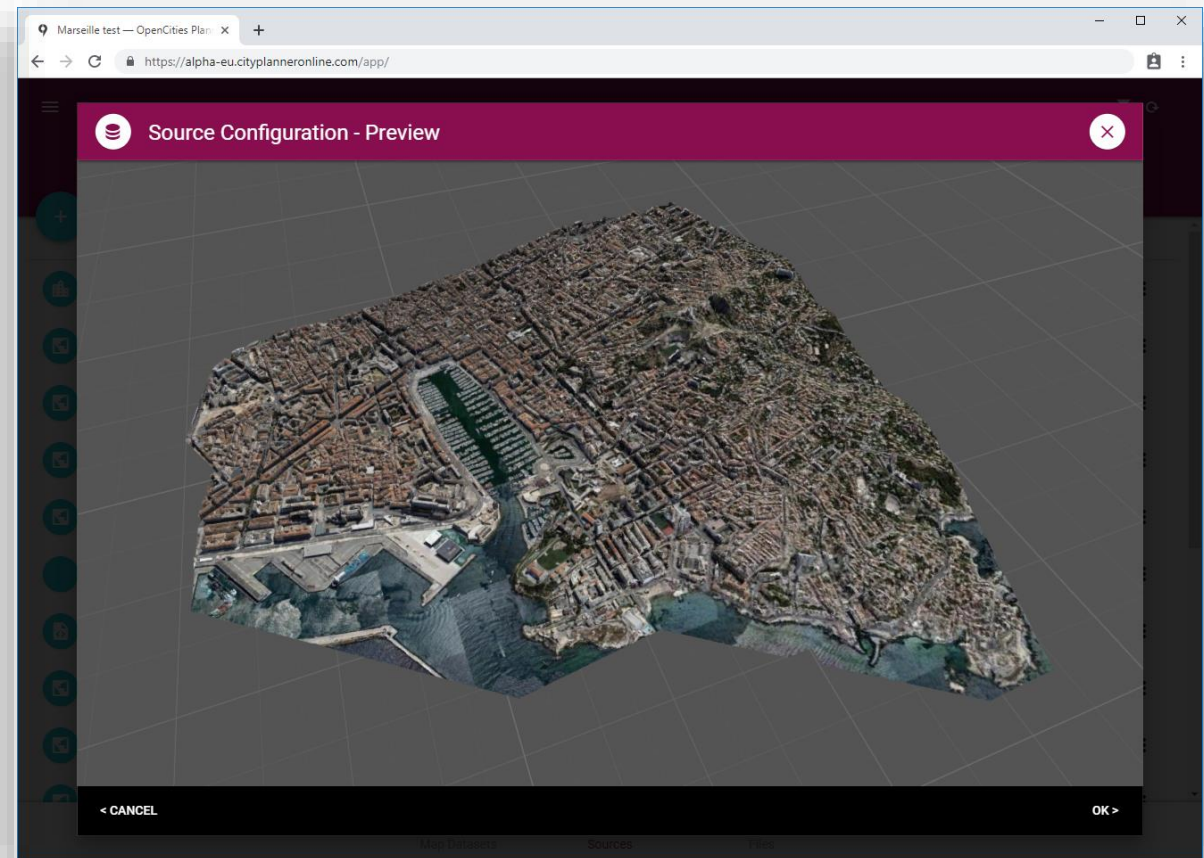 Marseille test — OpenCities Plan
https://alpha-eu.cityplanneronline.com/app/
Source Configuration - Preview
< CANCEL
OK >
Map Datasets
Sources
Files